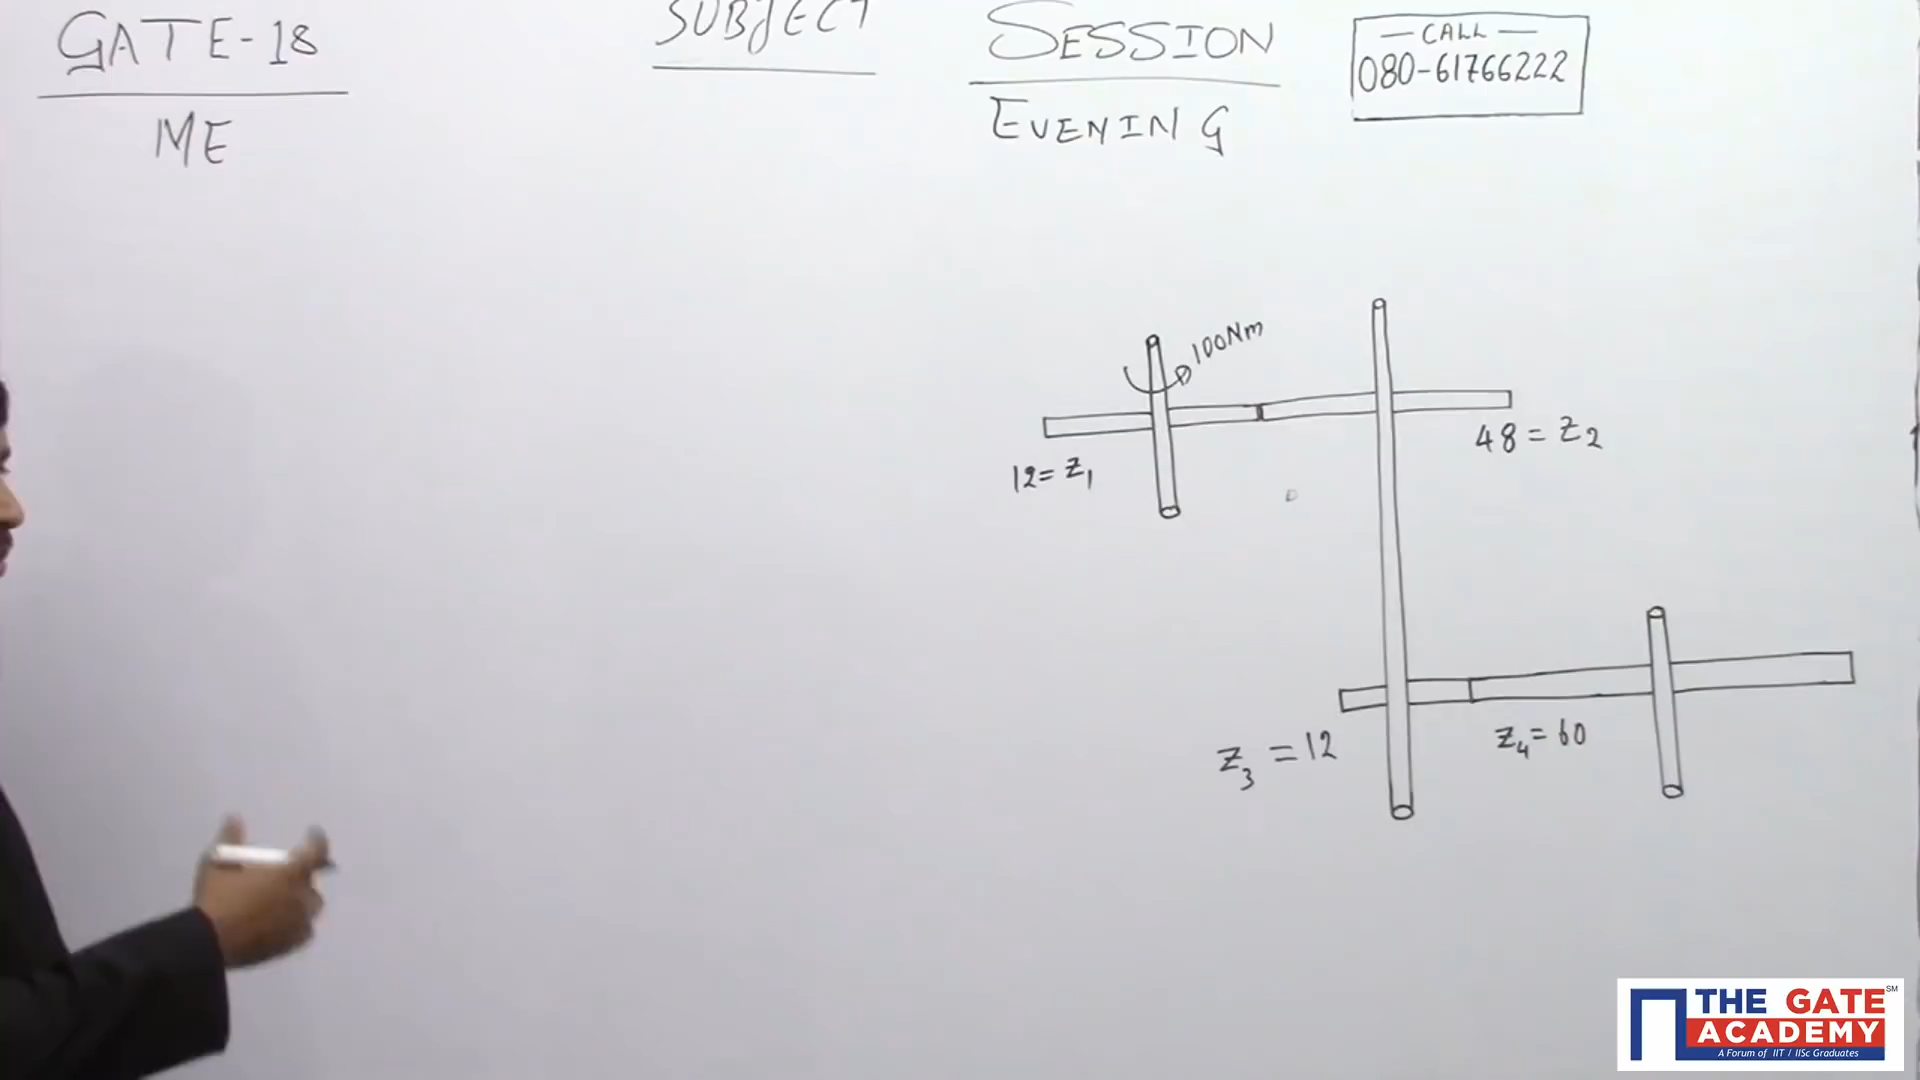 GATE-18
ME
SUBJECT
SESSION
EVENING
— CALL —
080-61766222
100Nm
12 = Z1
48 = Z2
Z3 = 12
Z4 = 60
THE GATE
SM
ACADEMY
A Forum of IIT / IISc Graduates